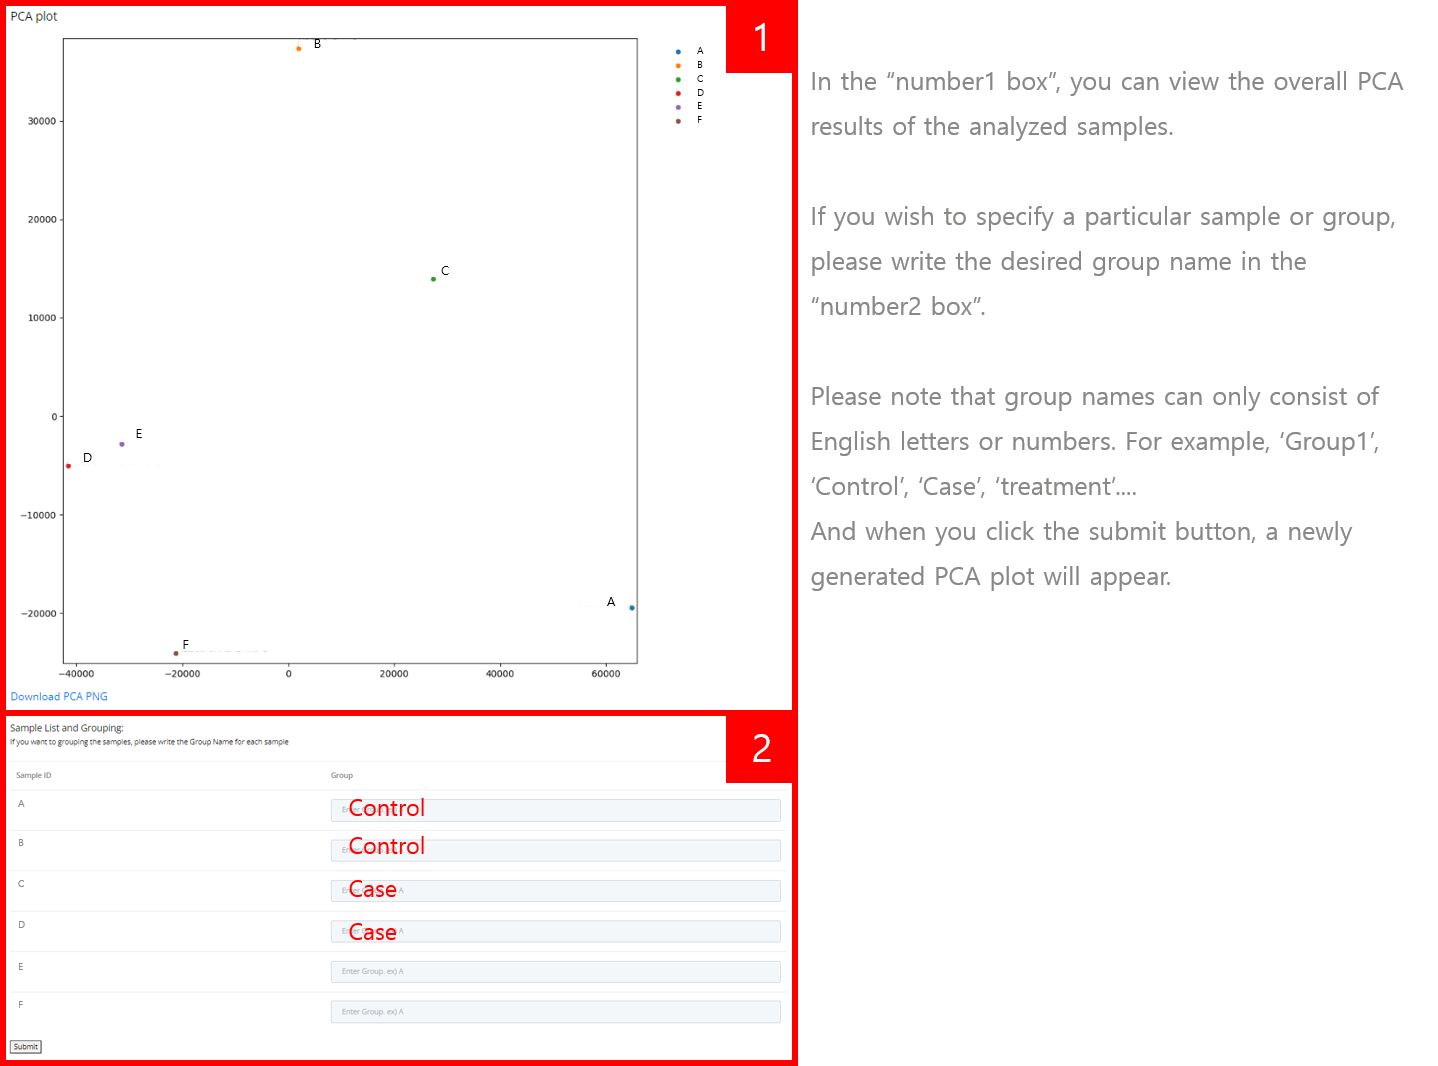 PCA plot
1
B
A
B
C
D
E
F
30000
20000
10000
0
−10000
−20000
C
E
D
A
F
−40000 −20000 0 20000 40000 60000
Download PCA PNG
In the “number1 box”, you can view the overall PCA
results of the analyzed samples.
If you wish to specify a particular sample or group,
please write the desired group name in the
“number2 box”.
Please note that group names can only consist of
English letters or numbers. For example, ‘Group1’,
‘Control’, ‘Case’, ‘treatment’....
And when you click the submit button, a newly
generated PCA plot will appear.
Sample List and Grouping:
If you want to grouping the samples, please write the Group Name for each sample
2
Sample ID Group
A Control
B Control
C Case
D Case
E Enter Group. ex) A
F Enter Group. ex) A
Submit